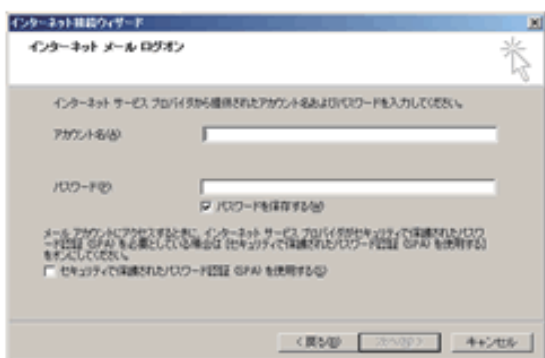 インターネット接続ウィザード
インターネット メール ログオン
インターネット サービス プロバイダから提供されたアカウント名およびパスワードを入力してください。
アカウント名(A)
パスワード(P)
パスワードを保存する(W)
メール アカウントにアクセスするときに、インターネット サービス プロバイダがセキュリティで保護されたパスワ
ード認証 (SPA) を必要としている場合は [セキュリティで保護されたパスワード認証 (SPA) を使用する]
をオンにしてください。
セキュリティで保護されたパスワード認証 (SPA) を使用する(S)
< 戻る(B)
次へ(N) >
キャンセル